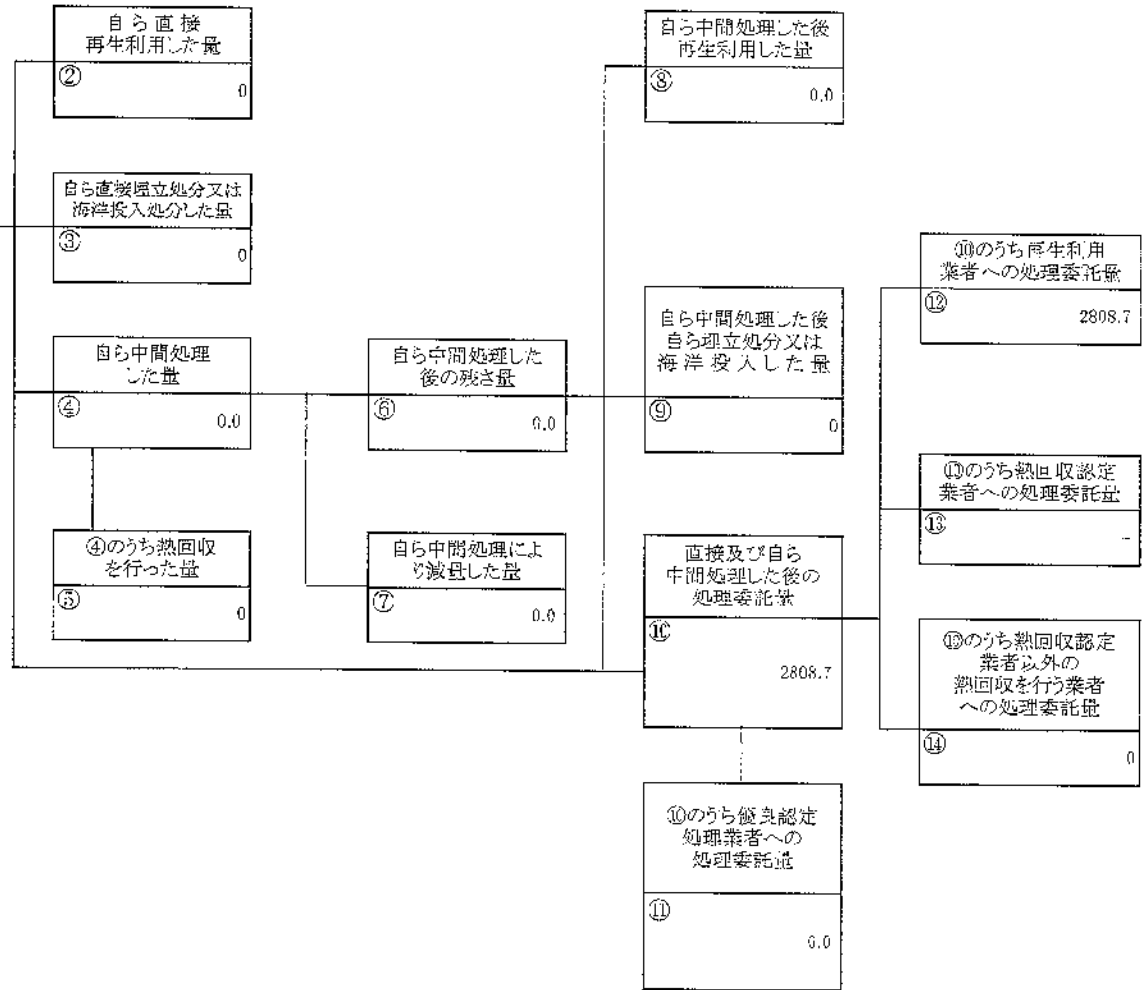 自ら直接
再生利用した量
②
0
自ら直接埋立処分又は
海洋投入処分した量
③
0
自ら中間処理
した量
④
0.0
④のうち熱回収
を行った量
⑤
0
自ら中間処理した
後の残さ量
⑥
0.0
自ら中間処理によ
り減量した量
⑦
0.0
自ら中間処理した後
再生利用した量
⑧
0.0
自ら中間処理した後
自ら埋立処分又は
海洋投入した量
⑨
0
直接及び自ら
中間処理した後の
処理委託量
⑩
2808.7
⑩のうち優良認定
処理業者への
処理委託量
⑪
0.0
⑩のうち再生利用
業者への処理委託量
⑫
2808.7
⑩のうち熱回収認定
業者への処理委託量
⑬
-
⑩のうち熱回収認定
業者以外の
熱回収を行う業者
への処理委託量
⑭
0